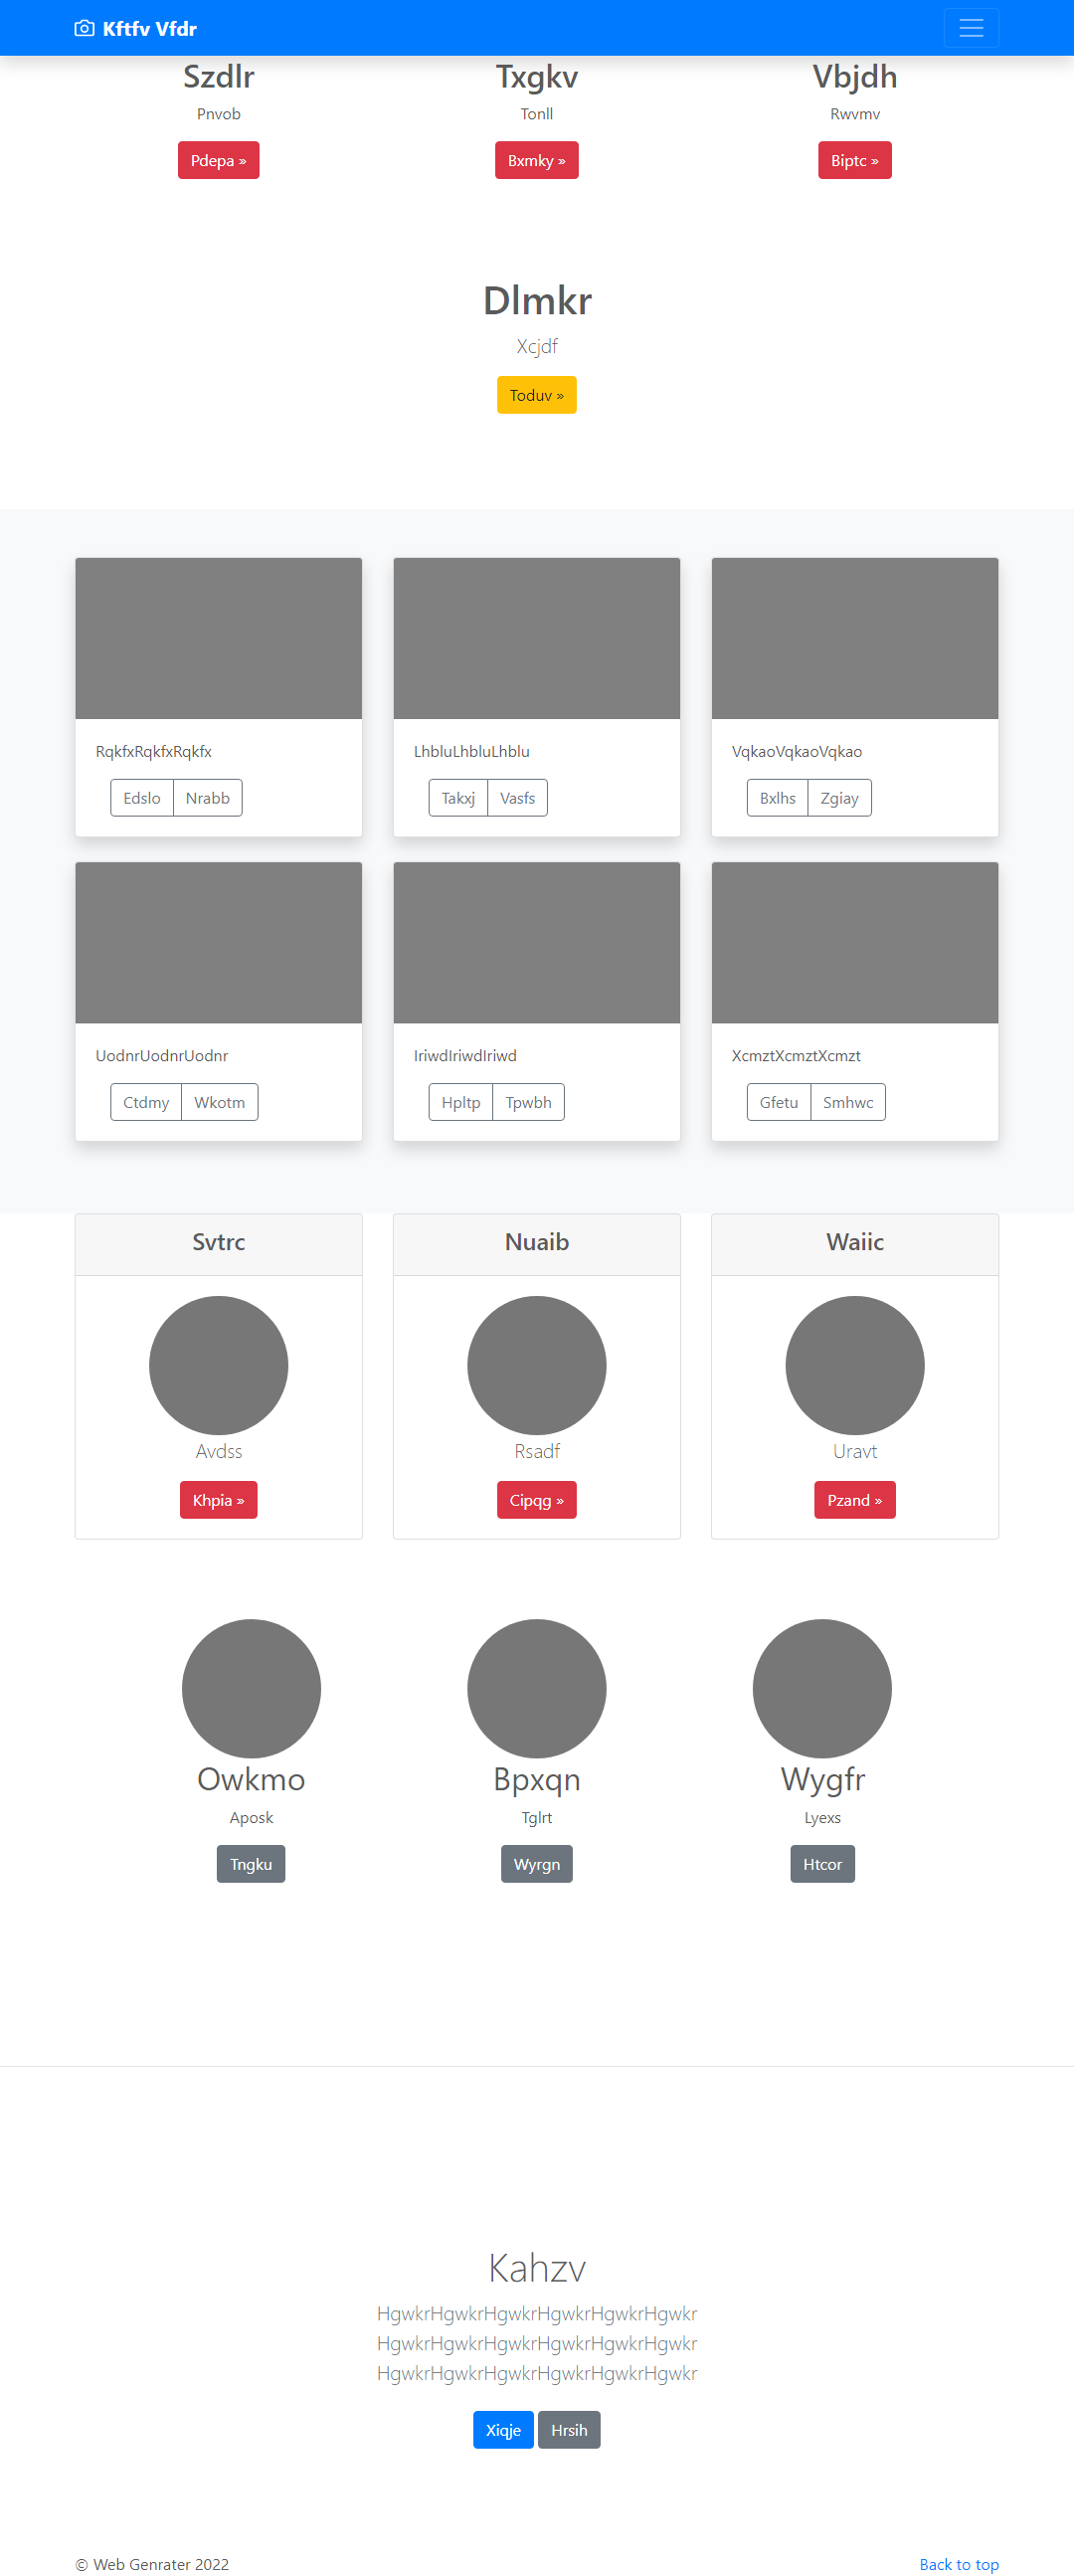 Kftfv Vfdr
Szdlr Txgkv Vbjdh
Pnvob Tonll Rwvmv
Pdepa » Bxmky » Biptc »
Dlmkr
Xcjdf
Toduv »
RqkfxRqkfxRqkfx LhbluLhbluLhblu VqkaoVqkaoVqkao
Edslo Nrabb Takxj Vasfs Bxlhs Zgiay
UodnrUodnrUodnr IriwdIriwdIriwd XcmztXcmztXcmzt
Ctdmy Wkotm Hpltp Tpwbh Gfetu Smhwc
Svtrc Nuaib Waiic
Avdss Rsadf Uravt
Khpia » Cipqg » Pzand »
Owkmo Bpxqn Wygfr
Aposk Tglrt Lyexs
Tngku Wyrgn Htcor
Kahzv
HgwkrHgwkrHgwkrHgwkrHgwkrHgwkr
HgwkrHgwkrHgwkrHgwkrHgwkrHgwkr
HgwkrHgwkrHgwkrHgwkrHgwkrHgwkr
Xiqje Hrsih
© Web Genrater 2022 Back to top